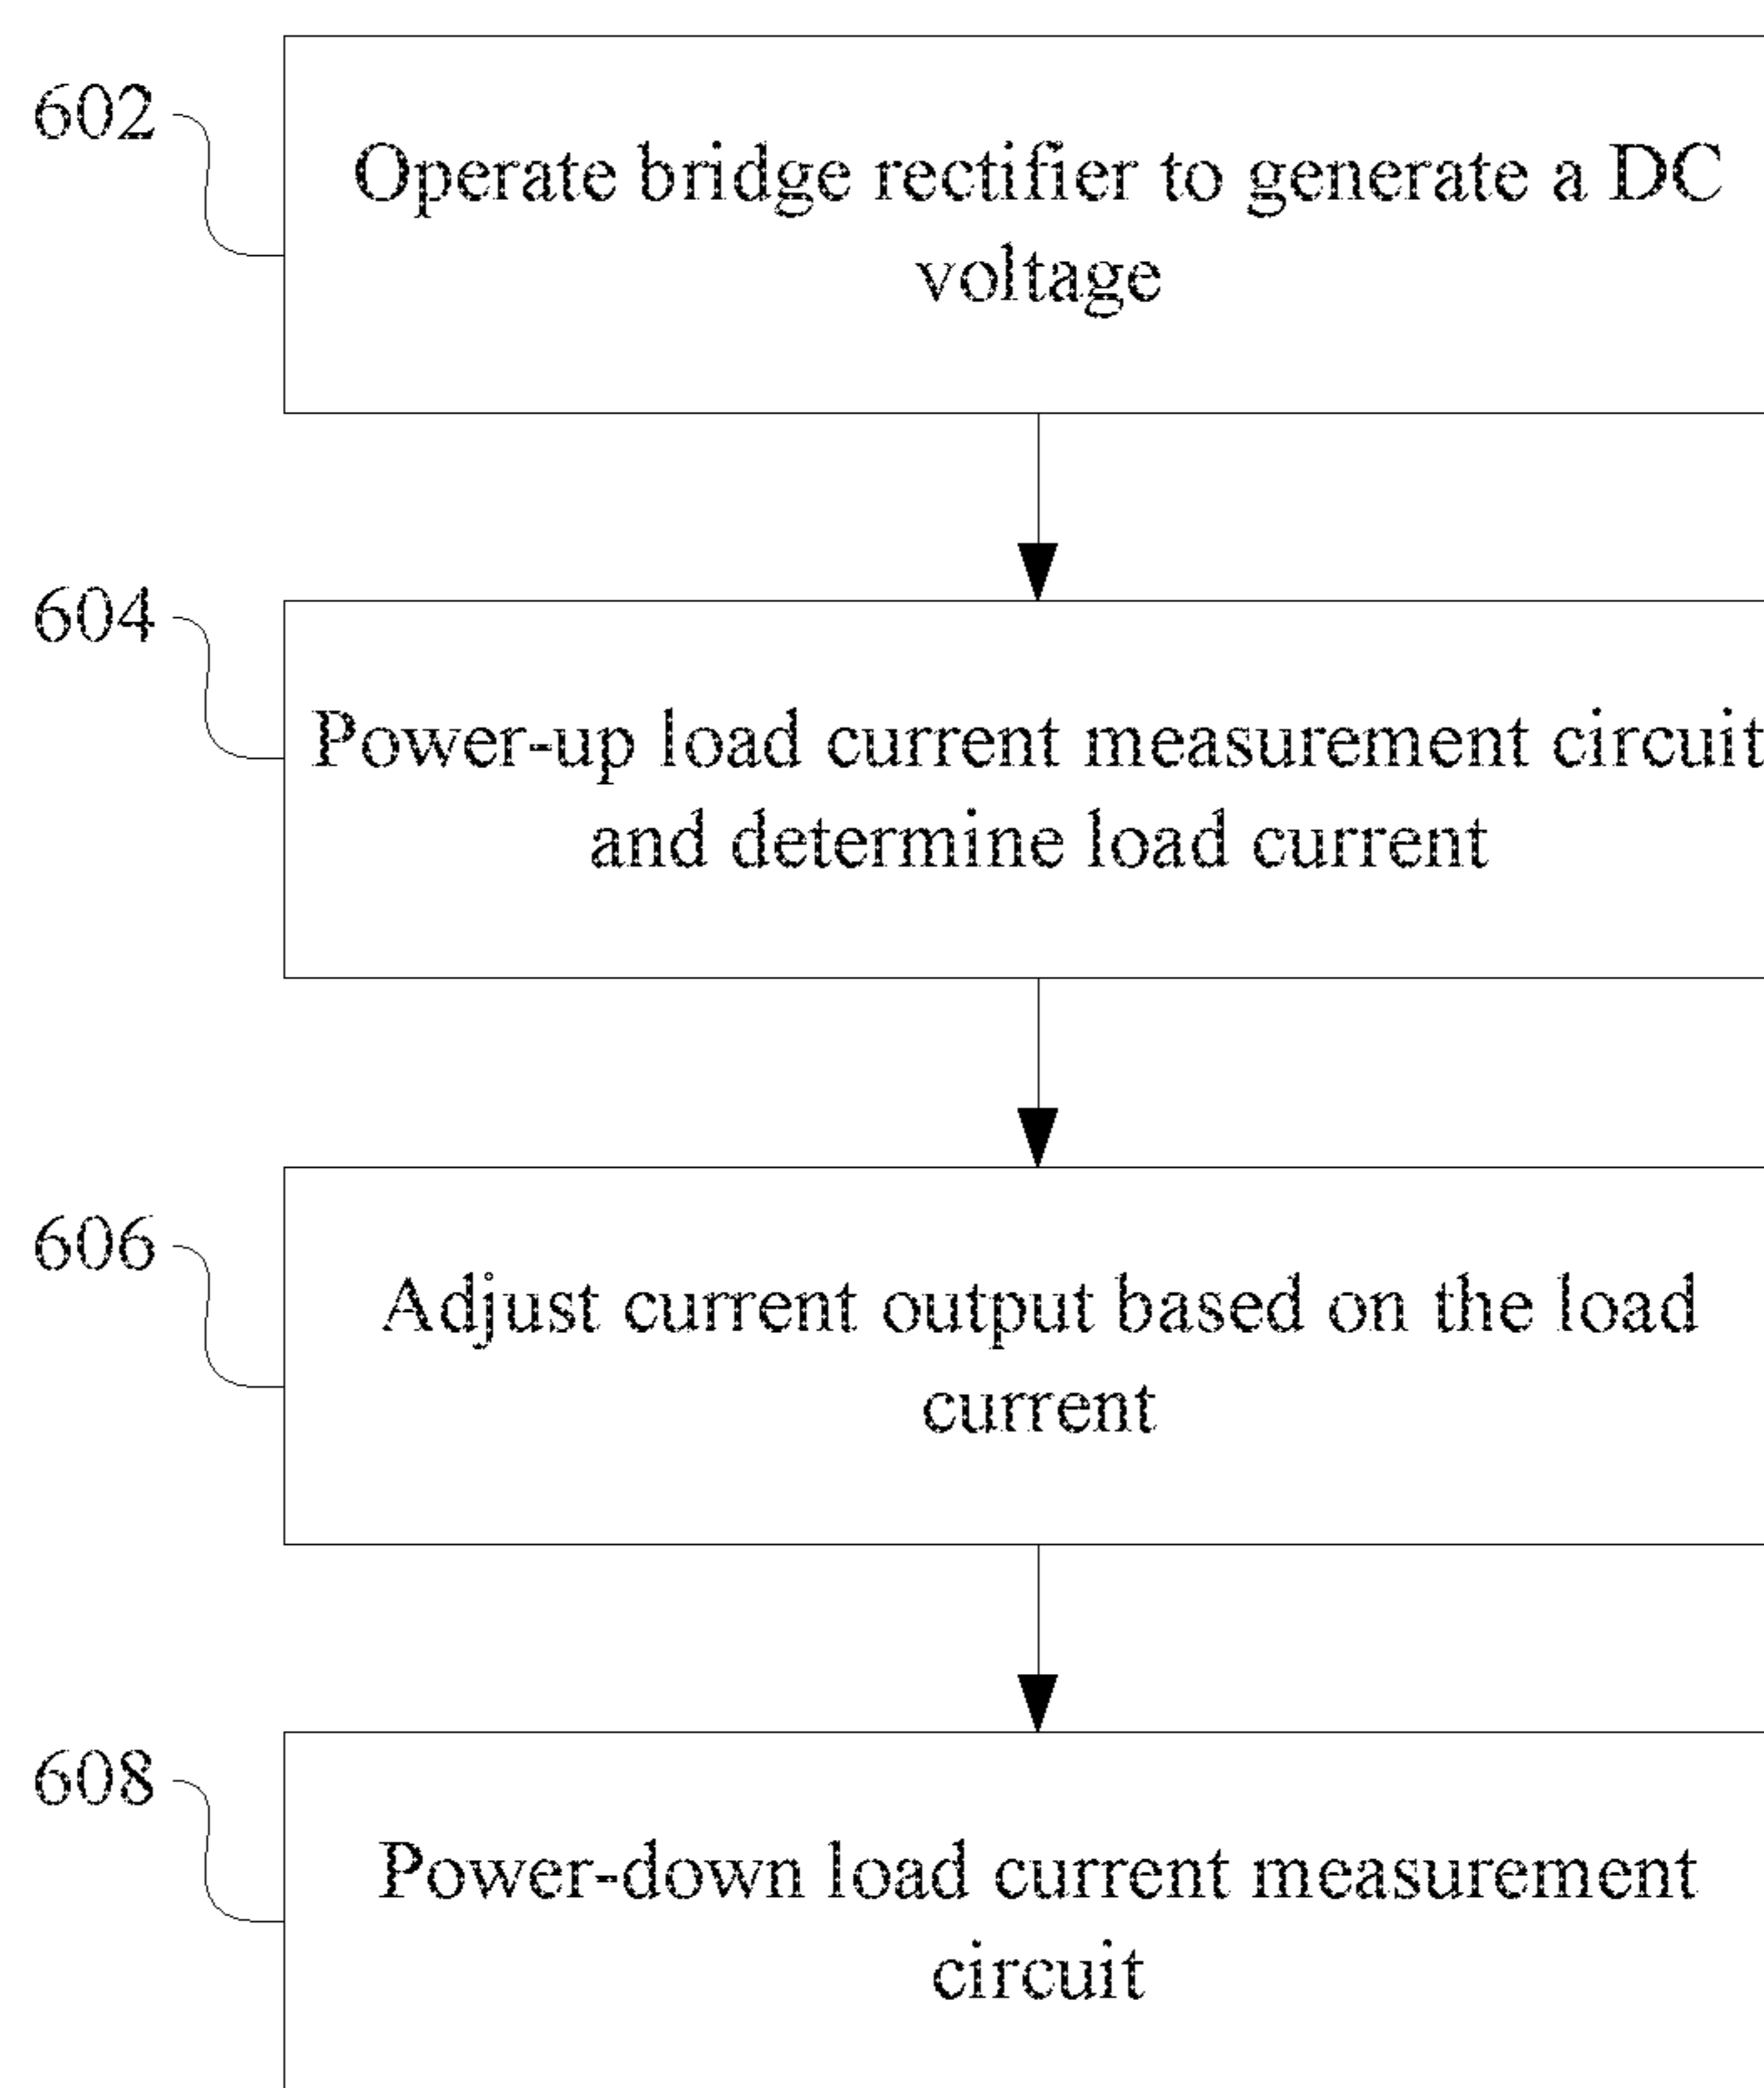 602
Operate bridge rectifier to generate a DC
voltage
604
Power-up load current measurement circuit
and determine load current
606
Adjust current output based on the load
current
608
Power-down load current measurement
circuit